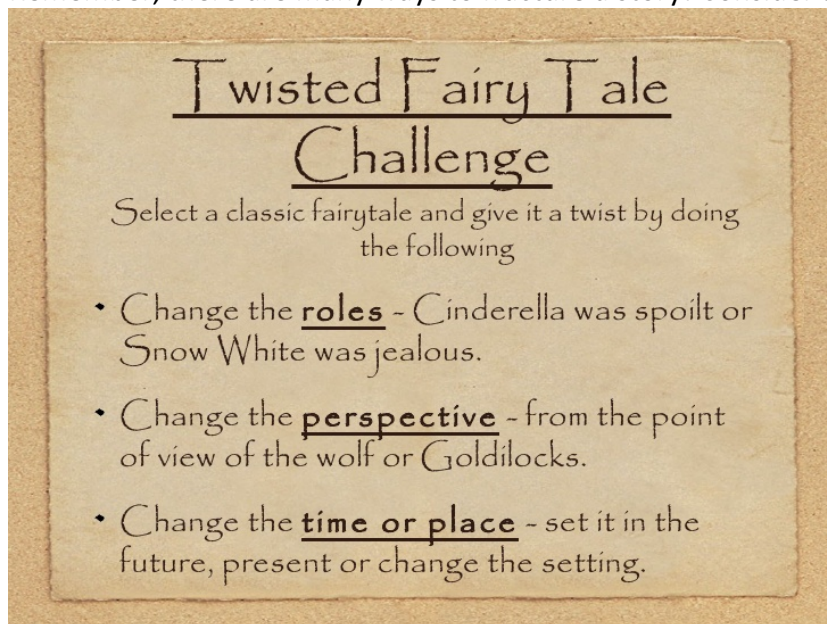 Twisted Fairy Tale
Challenge
Select a classic fairytale and give it a twist by doing
the following
• Change the roles - Cinderella was spoilt or
Snow White was jealous.
• Change the perspective - from the point
of view of the wolf or Goldilocks.
• Change the time or place - set it in the
future, present or change the setting.